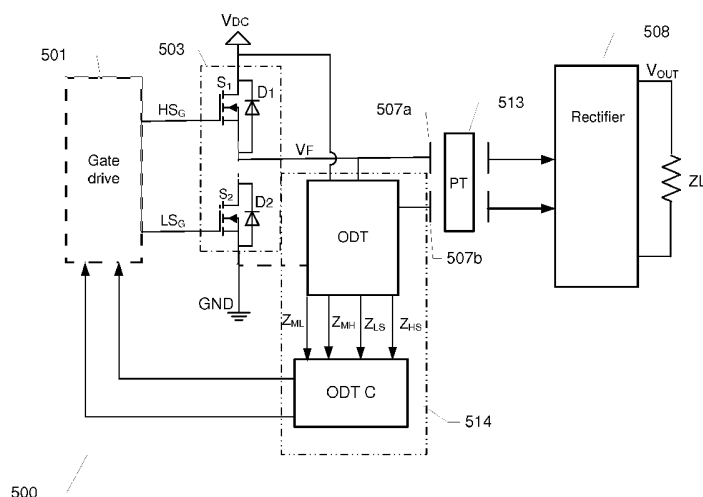 501
503
VDC
508
S1
D1
HSG
507a
513
VOUT
Rectifier
VF
Gate
drive
PT
ZL
S2
D2
LSG
ODT
507b
GND
ZML
ZMH
ZLS
ZHS
ODT C
514
500